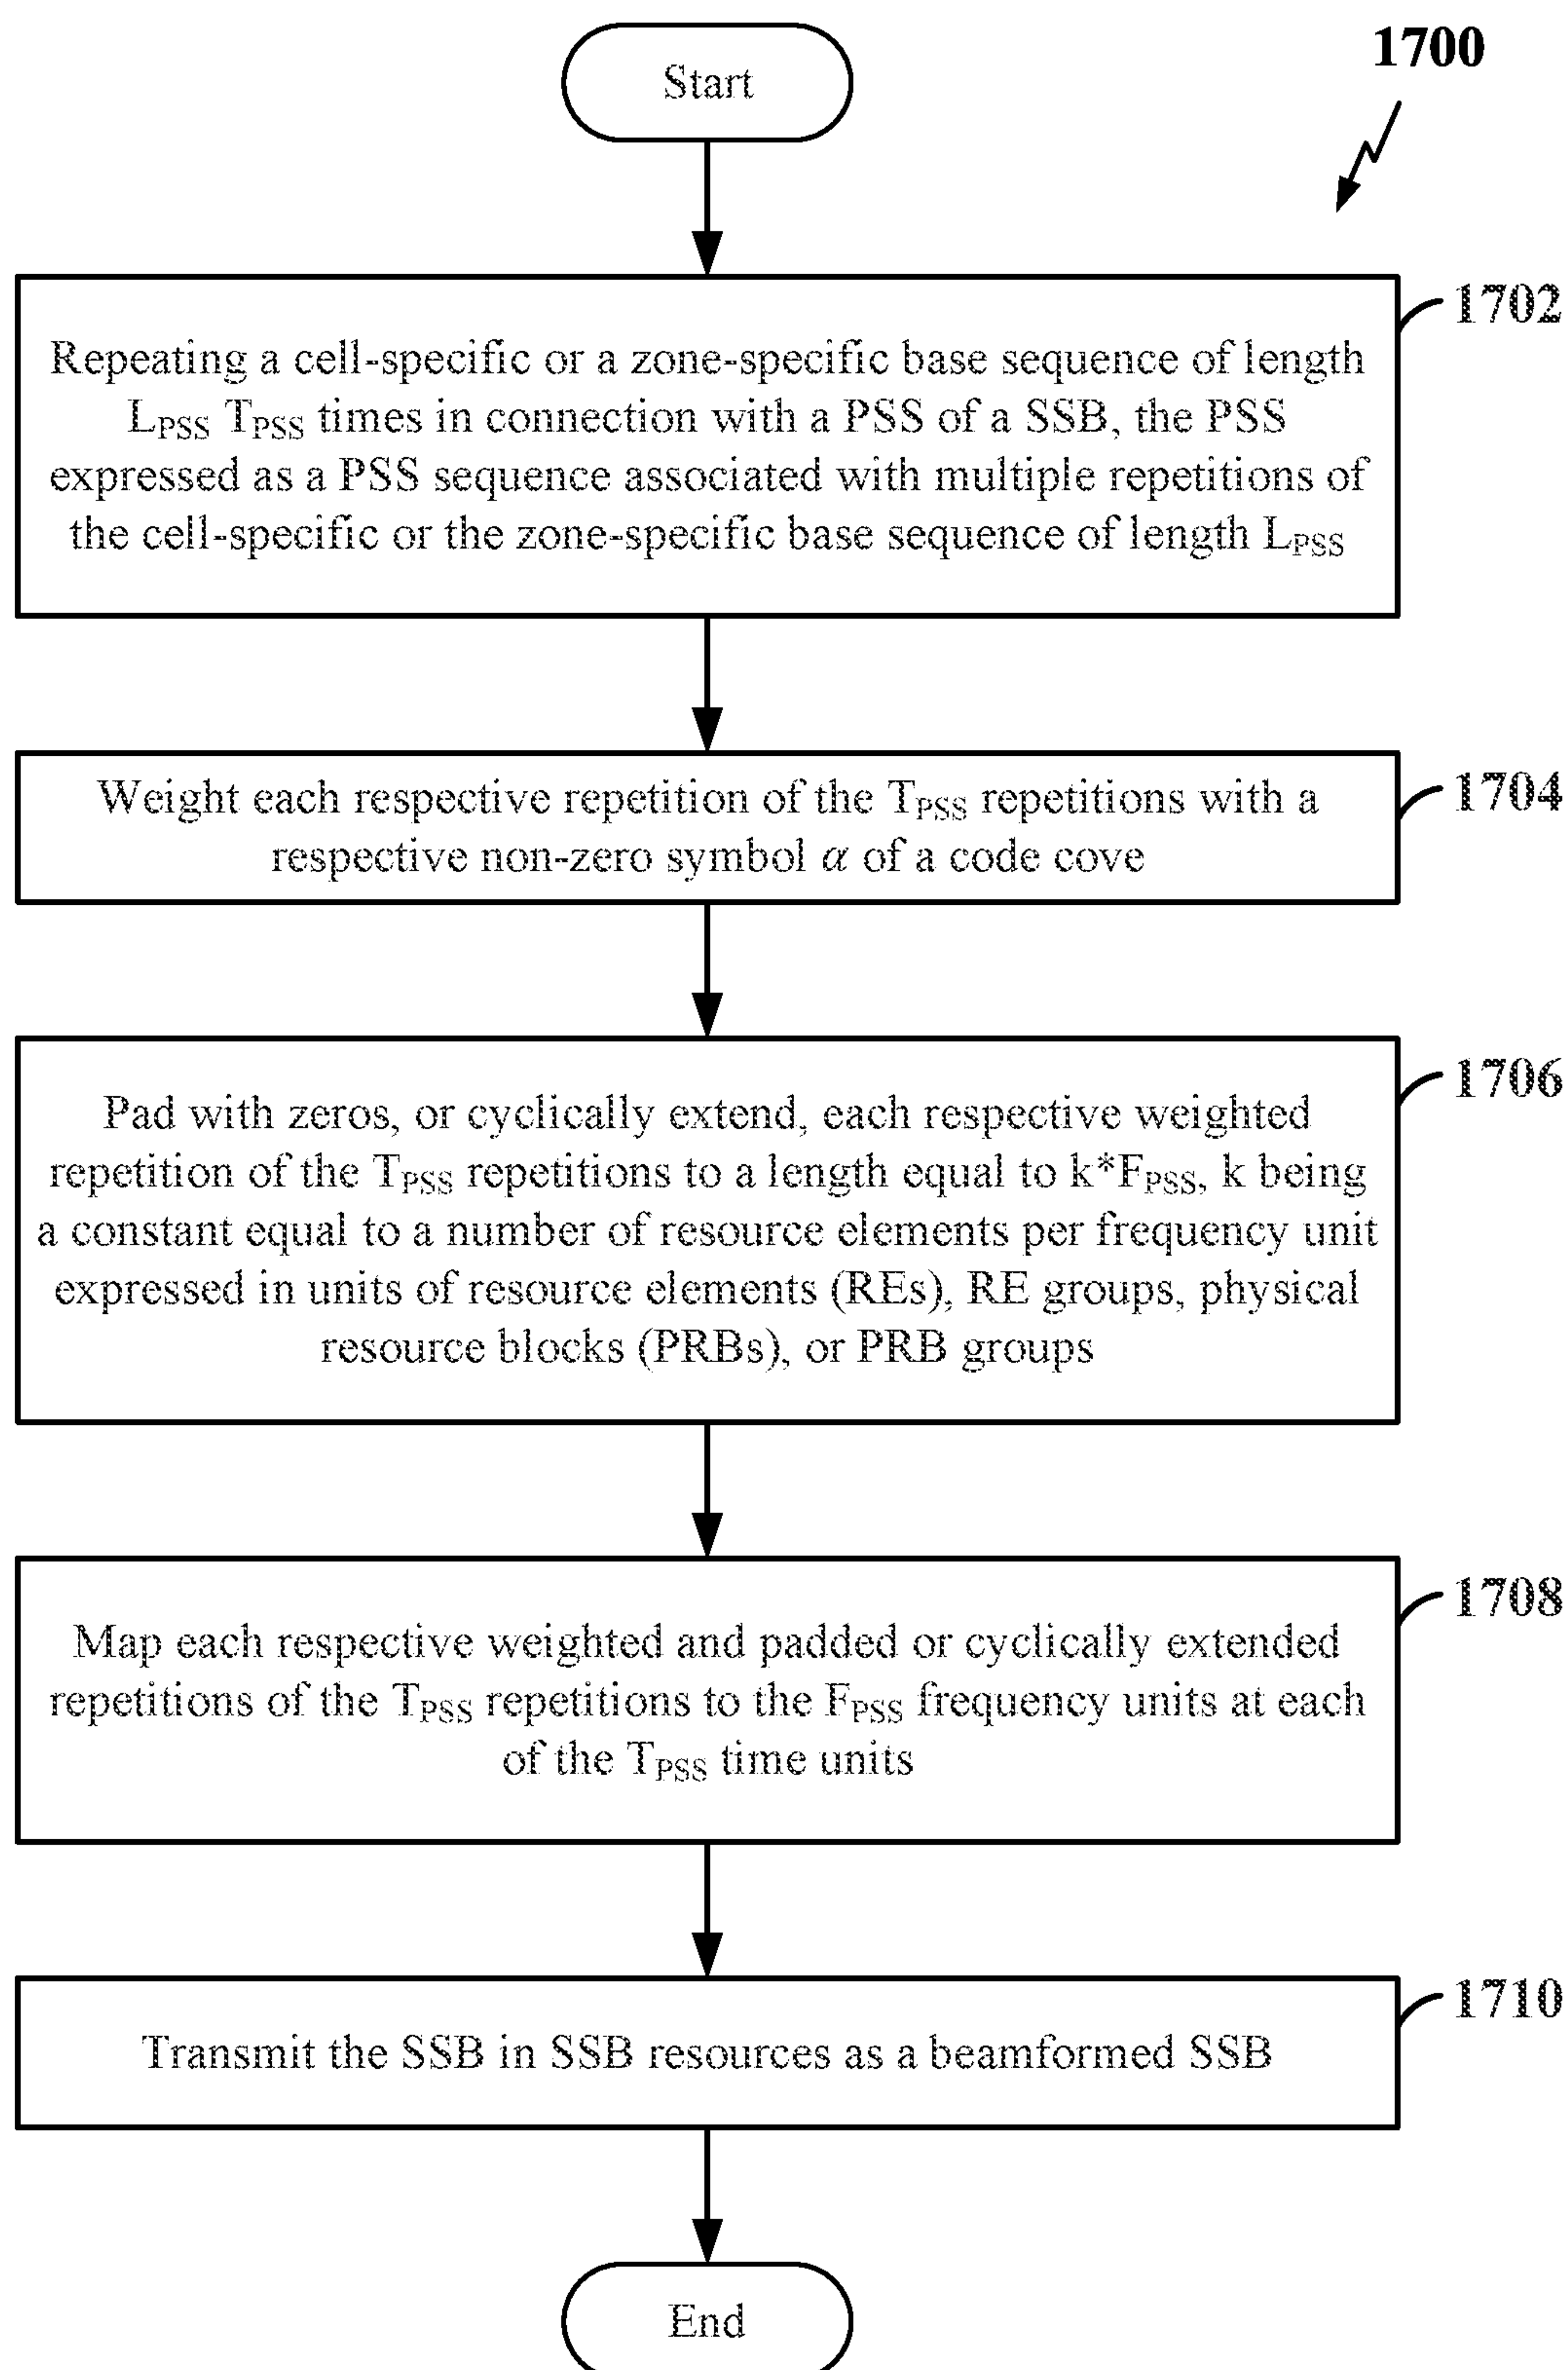 1700
Start
1702
Repeating a cell-specific or a zone-specific base sequence of length
LPSS TPSS times in connection with a PSS of a SSB, the PSS
expressed as a PSS sequence associated with multiple repetitions of
the cell-specific or the zone-specific base sequence of length LPSS
1704
Weight each respective repetition of the TPSS repetitions with a
respective non-zero symbol α of a code cove
1706
Pad with zeros, or cyclically extend, each respective weighted
repetition of the TPSS repetitions to a length equal to k*FPSS, k being
a constant equal to a number of resource elements per frequency unit
expressed in units of resource elements (REs), RE groups, physical
resource blocks (PRBs), or PRB groups
1708
Map each respective weighted and padded or cyclically extended
repetitions of the TPSS repetitions to the FPSS frequency units at each
of the TPSS time units
1710
Transmit the SSB in SSB resources as a beamformed SSB
End